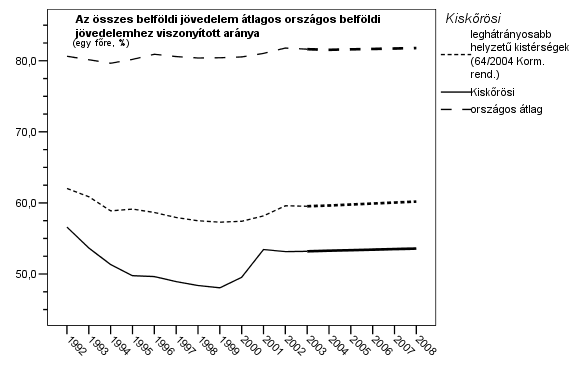 Az összes belföldi jövedelem átlagos országos belföldi
jövedelemhez viszonyított aránya
(egy főre, %)
Kiskőrösi
leghátrányosabb
helyzetű kistérségek
(64/2004 Korm.
rend.)
Kiskőrösi
országos átlag
80,0
70,0
60,0
50,0
1992
1993
1994
1995
1996
1997
1998
1999
2000
2001
2002
2003
2004
2005
2006
2007
2008